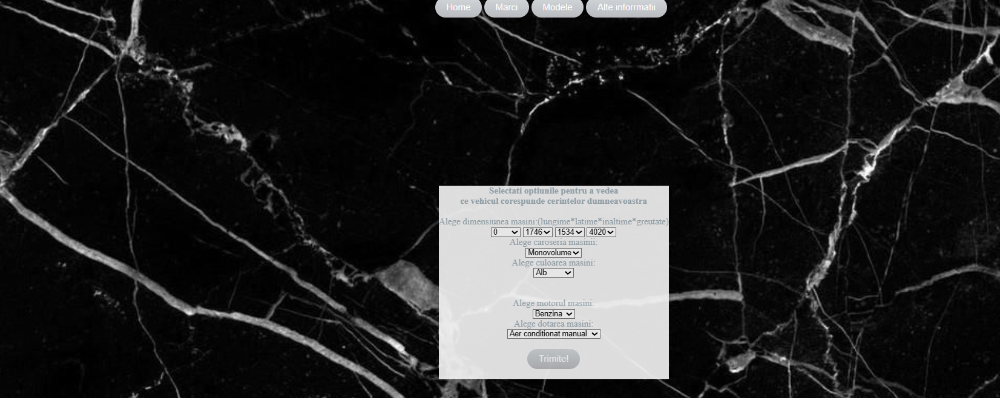 Home Marci Modele Alte inforrmatii
Selectati optiunile pentru a vedea
ce vehicul corespunde cerintelor dumneavoastra
Alege dimensiunea masini:(lungime*latime*inaltime*greutate)
0 1746 1534 4020
Alege caroseria masinii:
Monovolume
Alege culoarea masini:
Alb
Alege motorul masini:
Benzina
Alege dotarea masini:
Aer conditionat manual
Trimite!